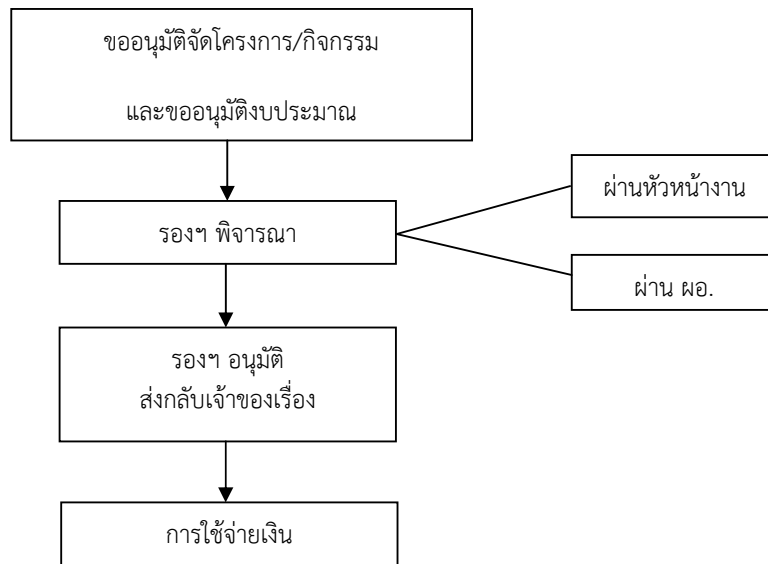 ขออนุมัติจัดโครงการ/กิจกรรม
และขออนุมัติงบประมาณ
รองฯ พิจารณา
ผ่านหัวหน้างาน
ผ่าน ผอ.
รองฯ อนุมัติ
ส่งกลับเจ้าของเรื่อง
การใช้จ่ายเงิน